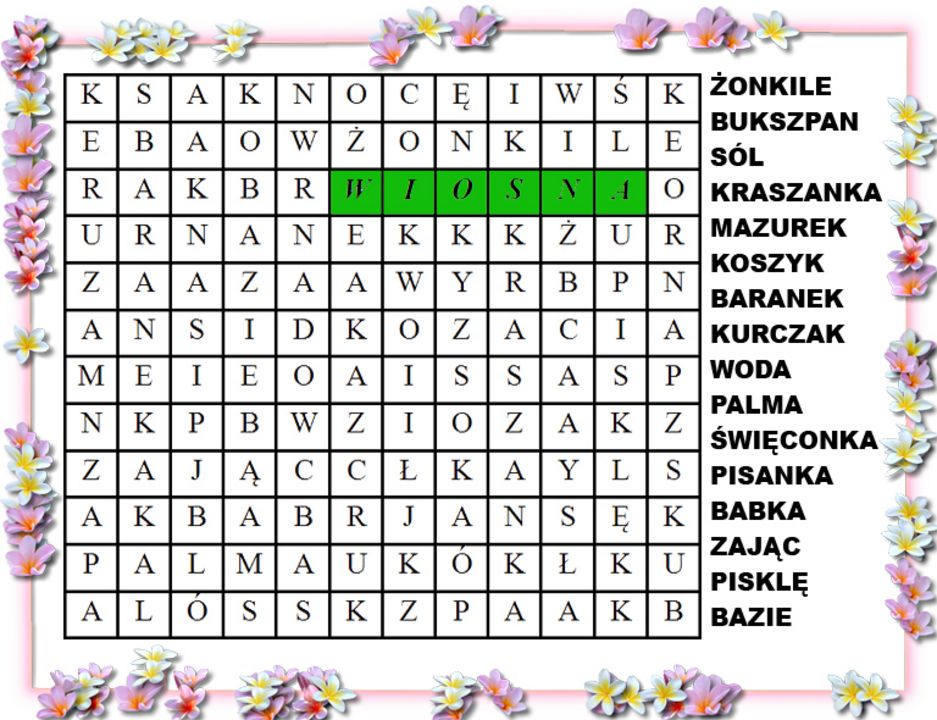 K S A K N O C Ę I W Ś K
E B A O W Ż O N K I L E
R A K B R W I O S N A O
U R N A N E K K K Ż U R
Z A A Z A A W Y R B P N
A N S I D K O Z A C I A
M E I E O A I S S A S P
N K P B W Z I O Z A K Z
Z A J Ą C C Ł K A Y L S
A K B A B R J A N S Ę K
P A L M A U K Ó K Ł K U
A L Ó S S K Z P A A K B
ŻONKILE
BUKSZPAN
SÓL
KRASZANKA
MAZUREK
KOSZYK
BARANEK
KURCZAK
WODA
PALMA
ŚWIĘCONKA
PISANKA
BABKA
ZAJĄC
PISKLĘ
BAZIE